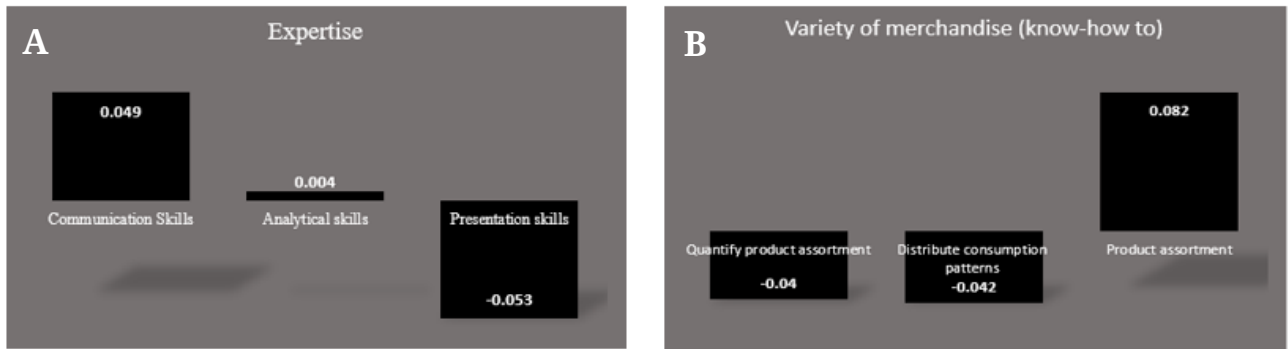 A
Expertise
0.049
0.004
Communication Skills
Analytical skills
Presentation skills
-0.053
B
Variety of merchandise (know-how to)
0.082
Quantify product assortment
Distribute consumption
patterns
Product assortment
-0.04
-0.042